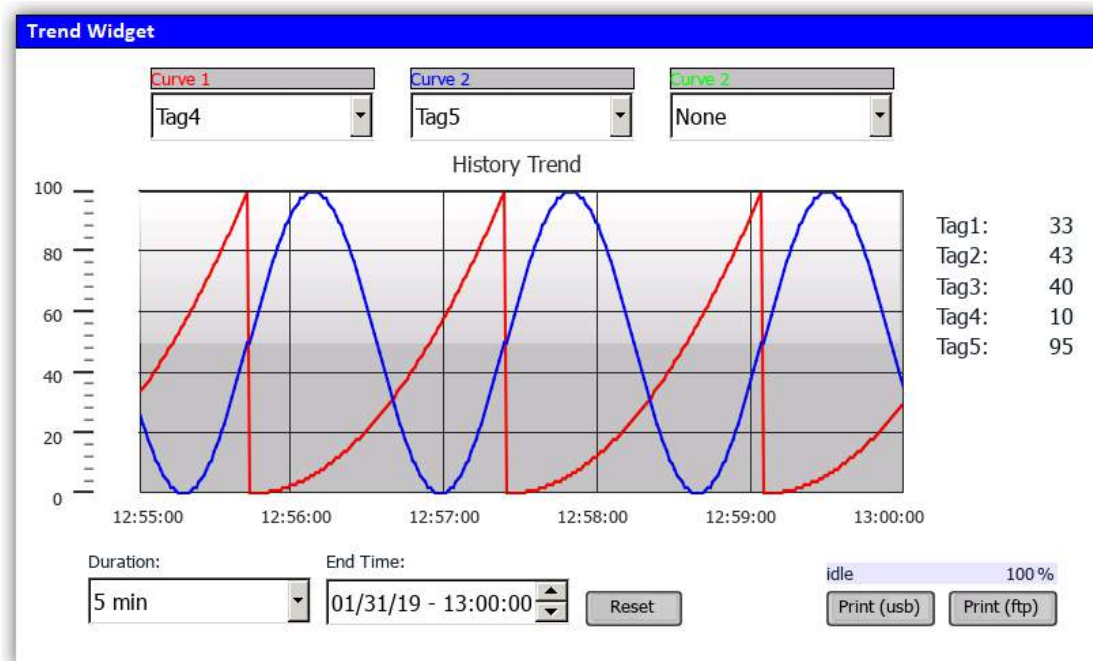 Trend Widget
Curve 1 Curve 2 Curve 2
Tag4 Tag5 None
History Trend
100
80
60
40
20
0
Tag1: 33
Tag2: 43
Tag3: 40
Tag4: 10
Tag5: 95
12:55:00 12:56:00 12:57:00 12:58:00 12:59:00 13:00:00
Duration: End Time:
idle 100 %
5 min 01/31/19 - 13:00:00 Reset Print (usb) Print (ftp)